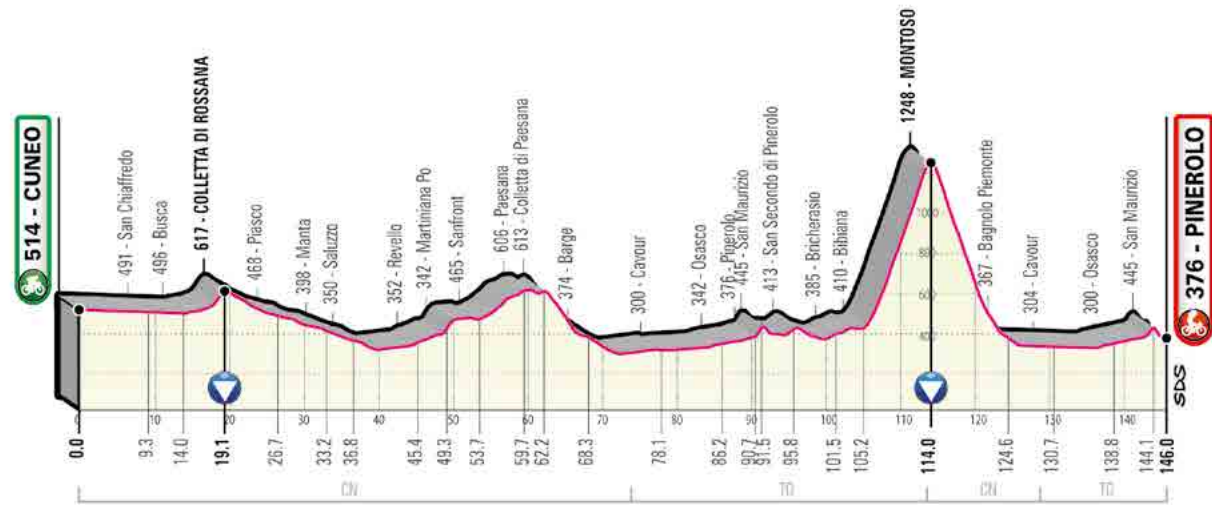 514 - CUNEO
491 - San Chiaffredo
496 - Busca
617 - COLLETTA DI ROSSANA
468 - Piasco
398 - Manta
350 - Saluzzo
352 - Revello
342 - Martiniana Po
465 - Sanfront
606 - Paesana
613 - Colletta di Paesana
374 - Barge
300 - Cavour
342 - Osasco
376 - Pinerolo
445 - San Maurizio
413 - San Secondo di Pinerolo
385 - Bricherasio
410 - Bibiana
1248 - MONTOSO
367 - Bagnolo Piemonte
304 - Cavour
300 - Osasco
445 - San Maurizio
376 - PINEROLO
1000
800
600
400
SDS
0 10 20 30 40 50 60 70 80 90 100 110 120 130 140
0.0 9.3 14.0 19.1 26.7 33.2 36.8 45.4 49.3 53.7 59.7 62.2 68.3 78.1 86.2 90.7 91.5 95.8 101.5 105.2 114.0 124.6 130.7 138.8 144.1 146.0
CN TO CN TO